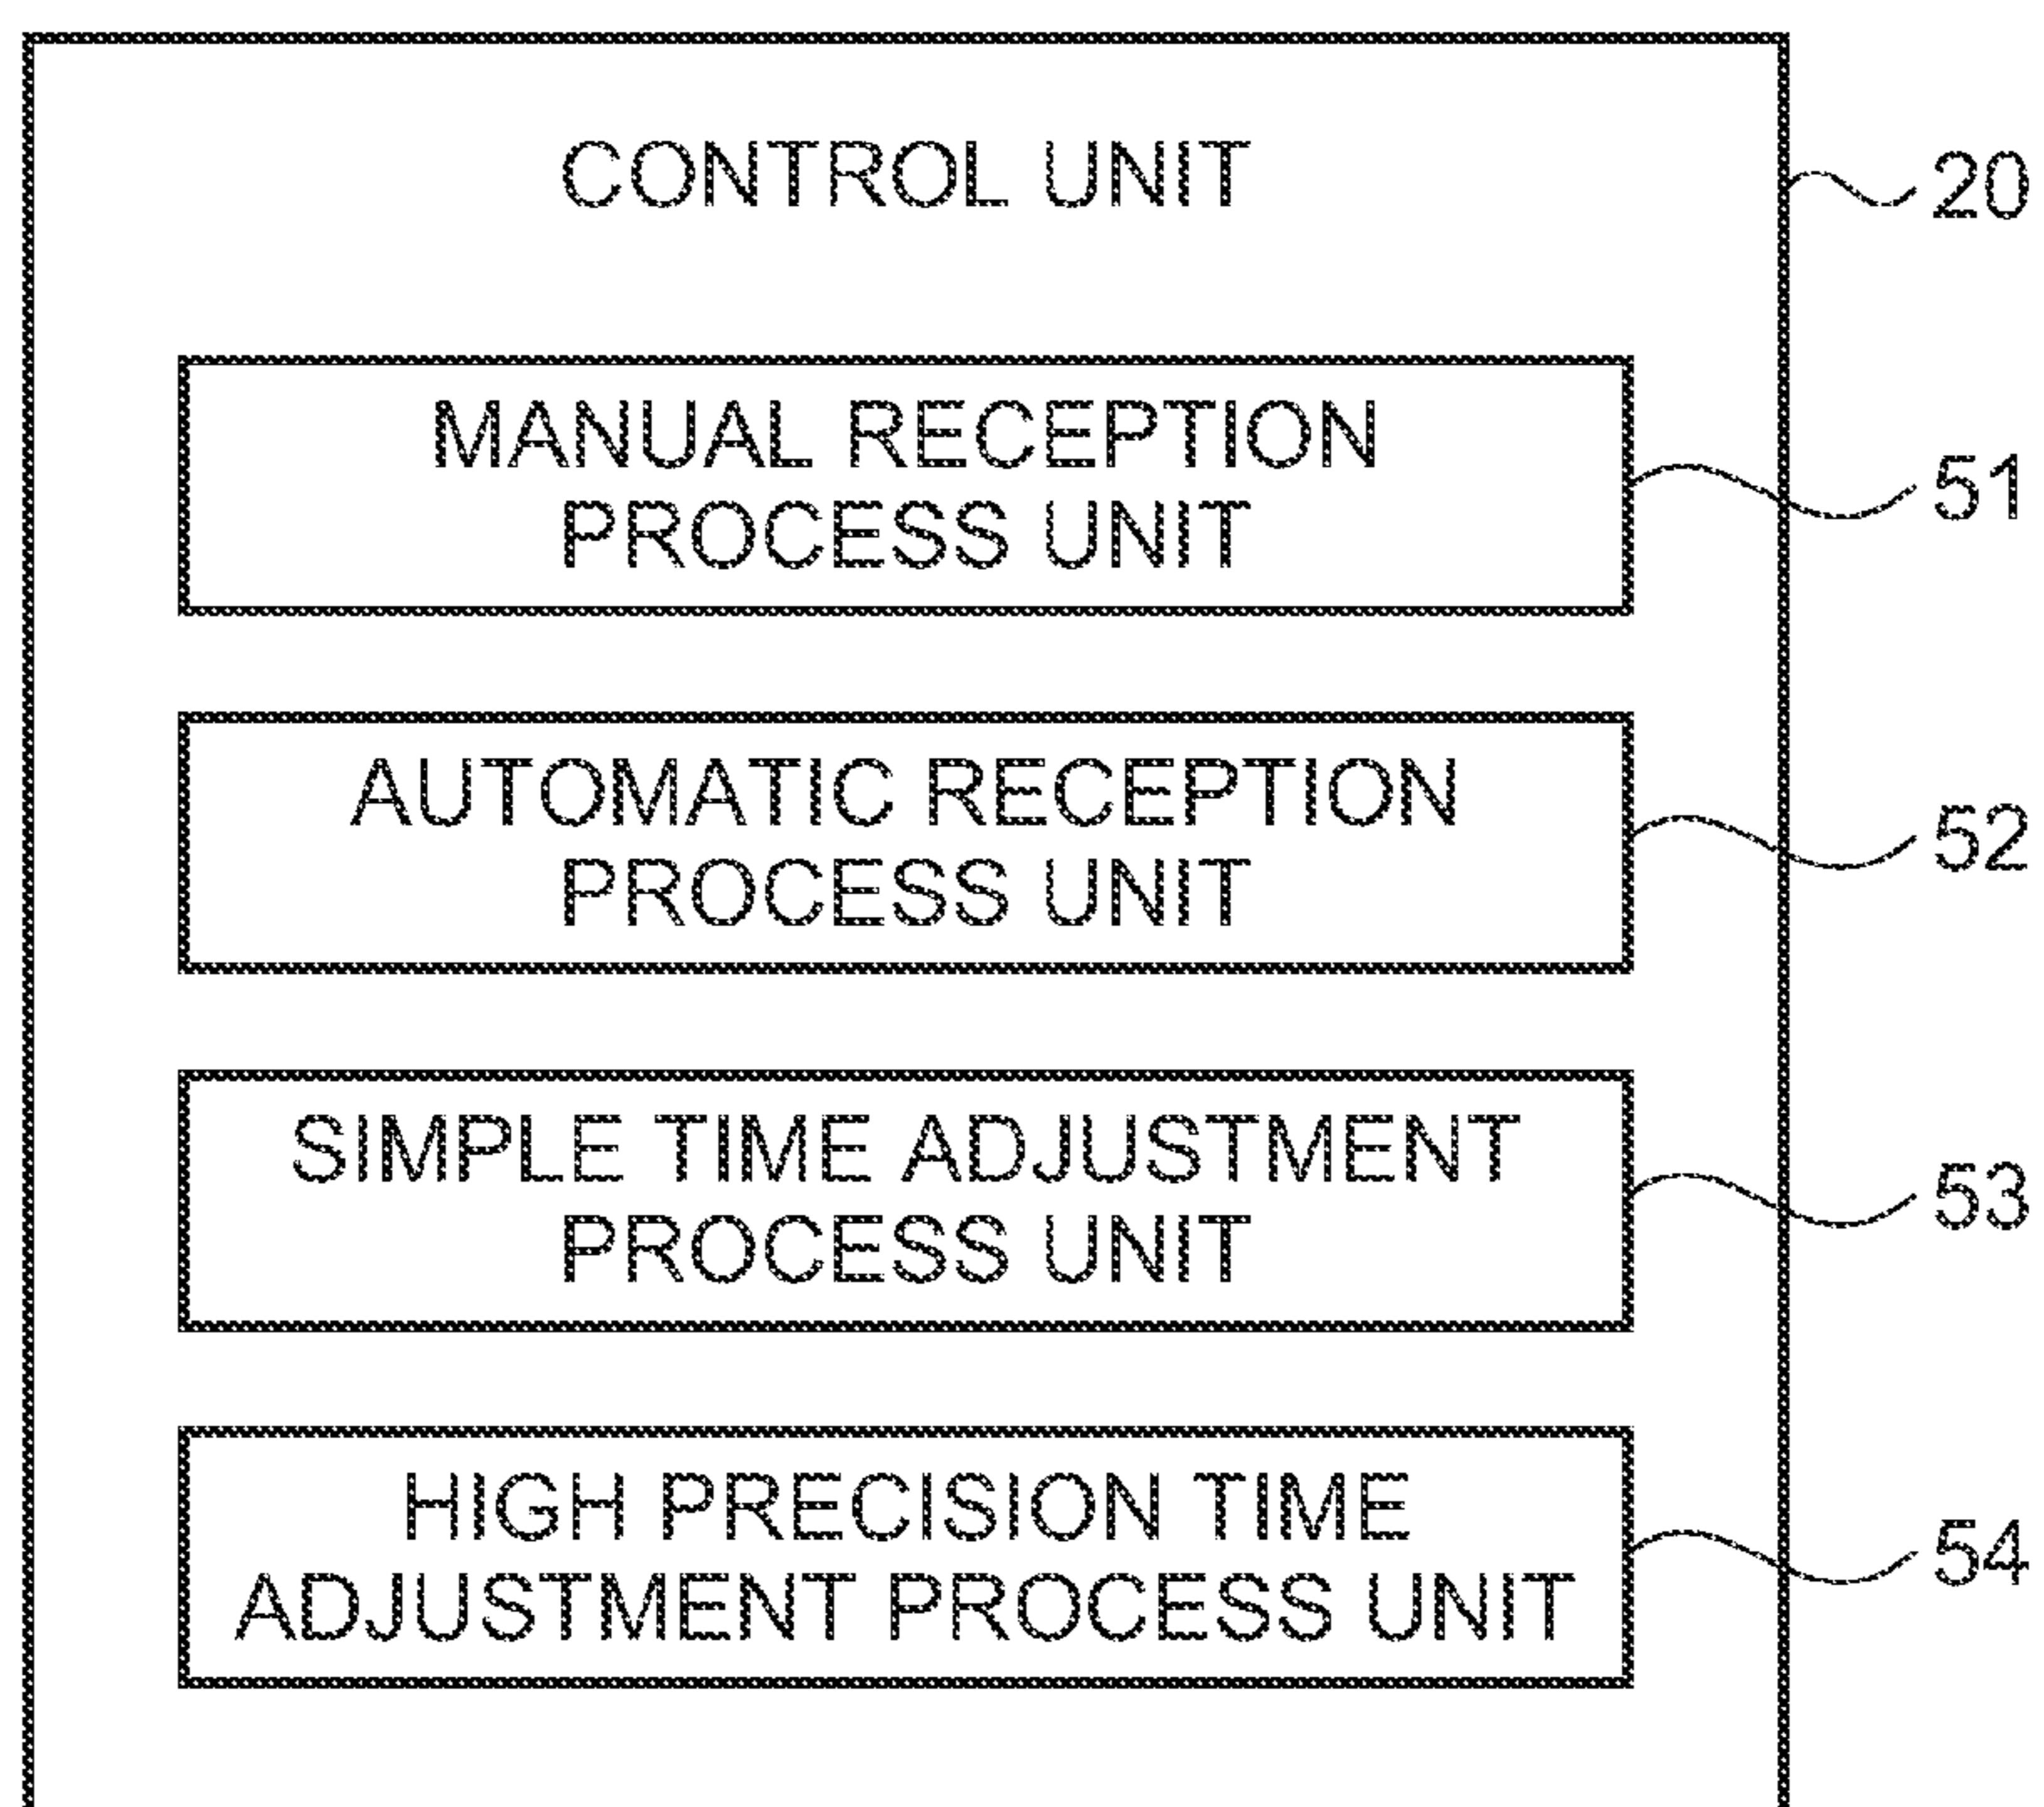 CONTROL UNIT
20
MANUAL RECEPTION
PROCESS UNIT
51
AUTOMATIC RECEPTION
PROCESS UNIT
52
SIMPLE TIME ADJUSTMENT
PROCESS UNIT
53
HIGH PRECISION TIME
ADJUSTMENT PROCESS UNIT
54